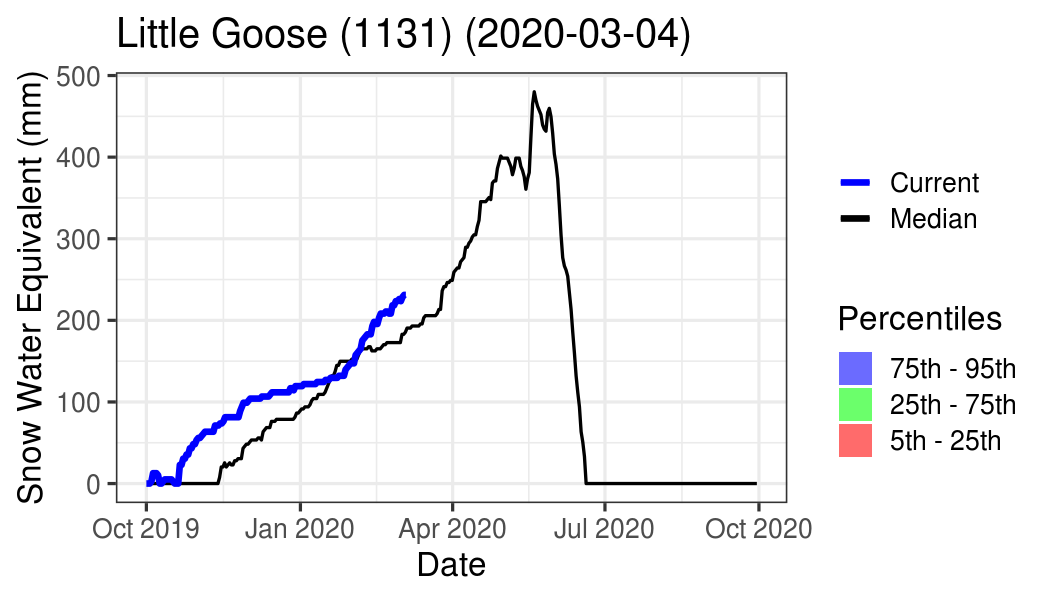 Little Goose (1131) (2020-03-04)
Snow Water Equivalent (mm)
500
400
300
200
100
0
Oct 2019
Jan 2020
Apr 2020
Jul 2020
Oct 2020
Date
Current
Median
Percentiles
75th - 95th
25th - 75th
5th - 25th